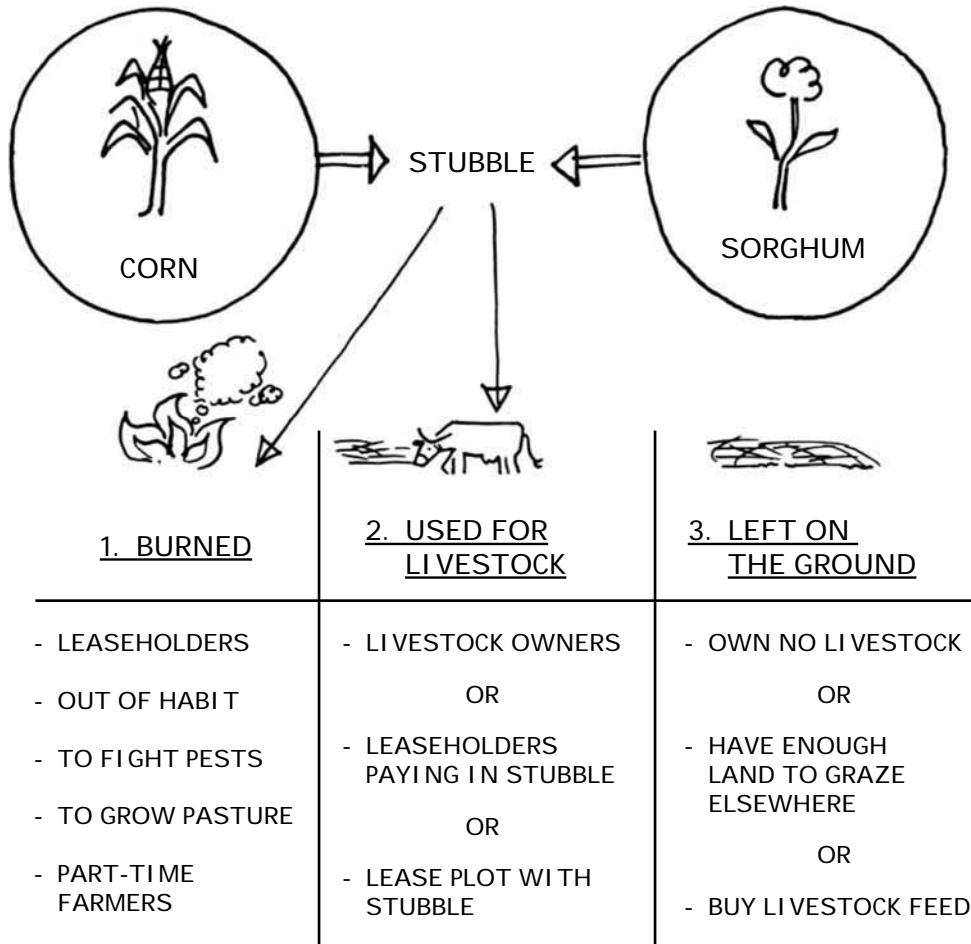 CORN
STUBBLE
SORGHUM
1. BURNED
- LEASEHOLDERS
- OUT OF HABIT
- TO FIGHT PESTS
- TO GROW PASTURE
- PART-TIME
FARMERS
2. USED FOR
LIVESTOCK
- LIVESTOCK OWNERS
OR
- LEASEHOLDERS
PAYING IN STUBBLE
OR
- LEASE PLOT WITH
STUBBLE
3. LEFT ON
THE GROUND
- OWN NO LIVESTOCK
OR
- HAVE ENOUGH
LAND TO GRAZE
ELSEWHERE
OR
- BUY LIVESTOCK FEED